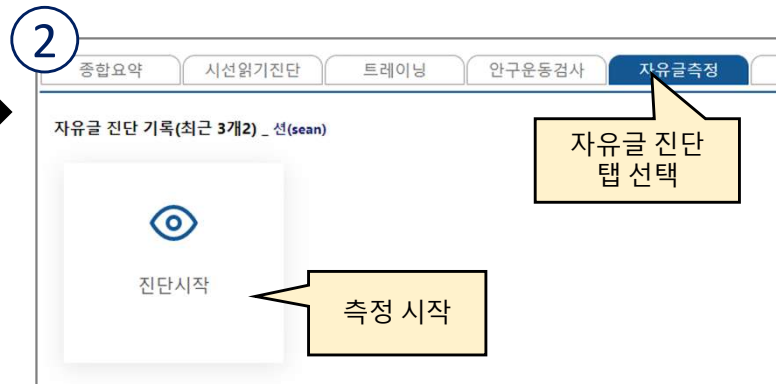 2
종합요약 시선읽기진단 트레이닝 안구운동검사 자유글측정
자유글 진단 기록(최근 3개2) _ 션(sean)
자유글 진단
탭 선택
진단시작
측정 시작